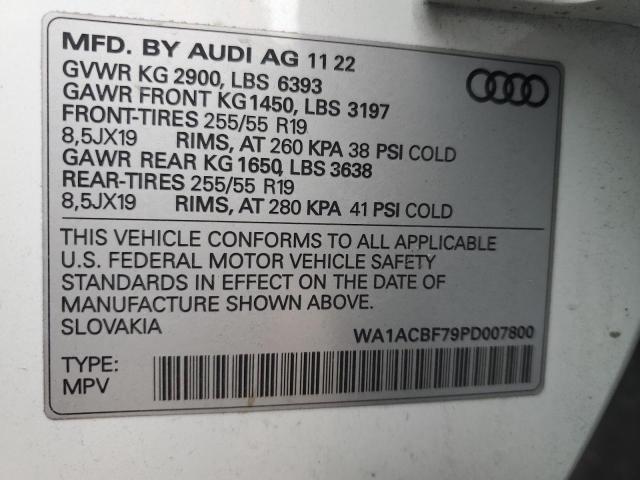 MFD. BY AUDI AG 11 22
GVWR KG 2900, LBS 6393
GAWR FRONT KG 1450, LBS 3197
FRONT-TIRES 255/55 R19
8,5JX19 RIMS, AT 260 KPA 38 PSI COLD
GAWR REAR KG 1650, LBS 3638
REAR-TIRES 255/55 R19
8,5JX19 RIMS, AT 280 KPA 41 PSI COLD
THIS VEHICLE CONFORMS TO ALL APPLICABLE
U.S. FEDERAL MOTOR VEHICLE SAFETY
STANDARDS IN EFFECT ON THE DATE OF
MANUFACTURE SHOWN ABOVE.
SLOVAKIA WA1ACBF79PD007800
TYPE:
MPV